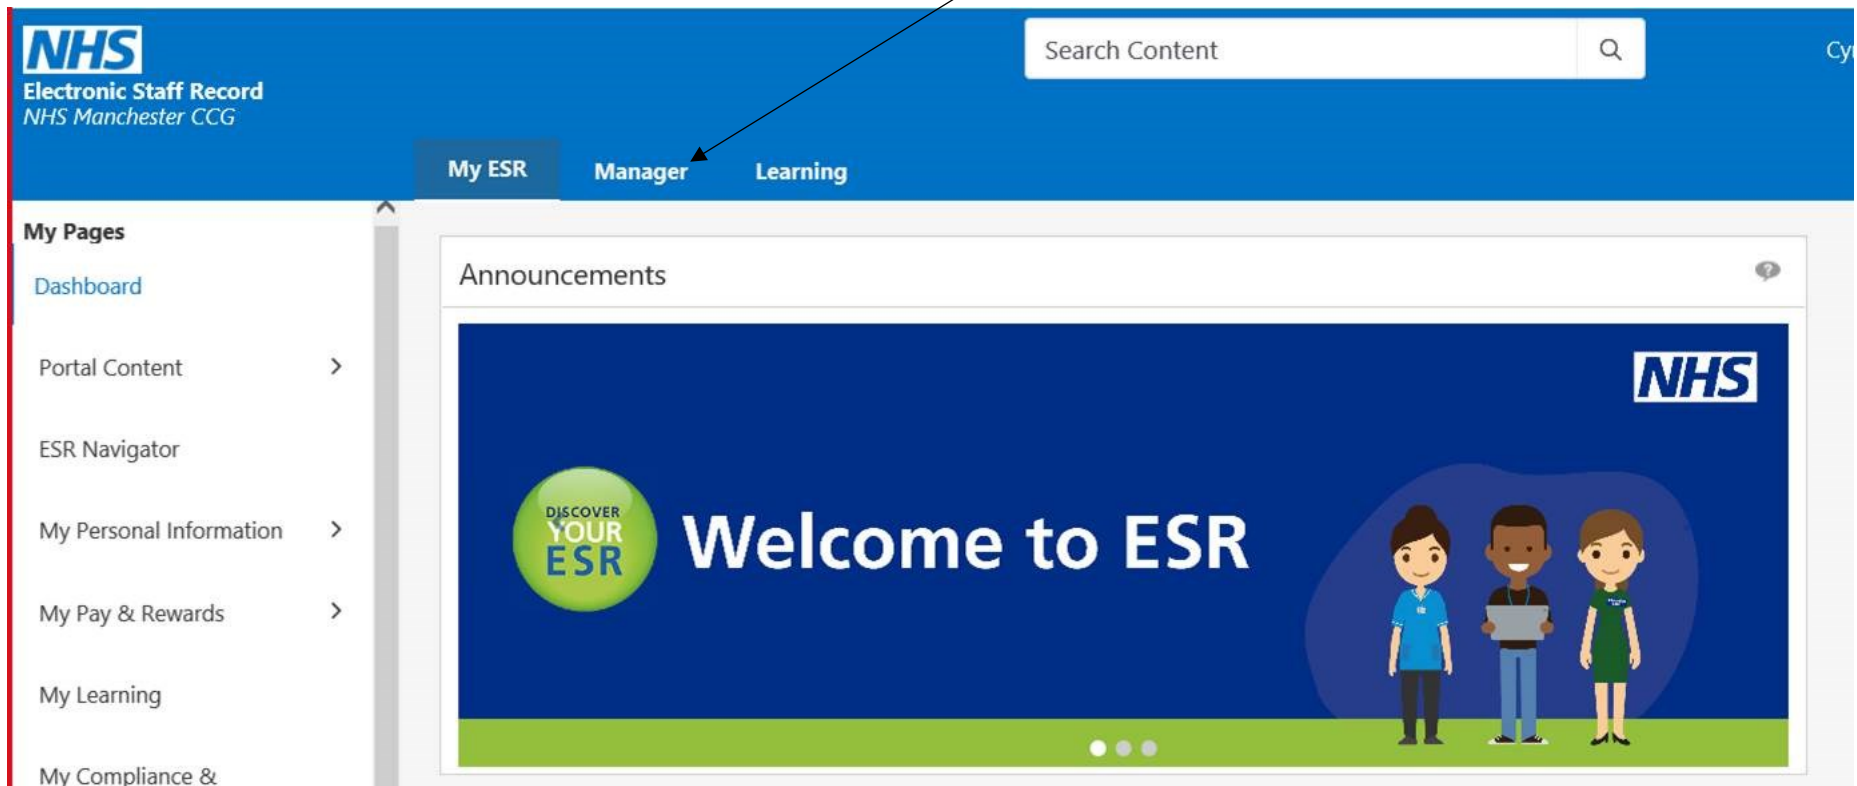 NHS
Electronic Staff Record
NHS Manchester CCG
Search Content
My ESR Manager Learning
My Pages
Dashboard
Portal Content
ESR Navigator
My Personal Information
My Pay & Rewards
My Learning
My Compliance &
Announcements
NHS
DISCOVER
YOUR
ESR
Welcome to ESR